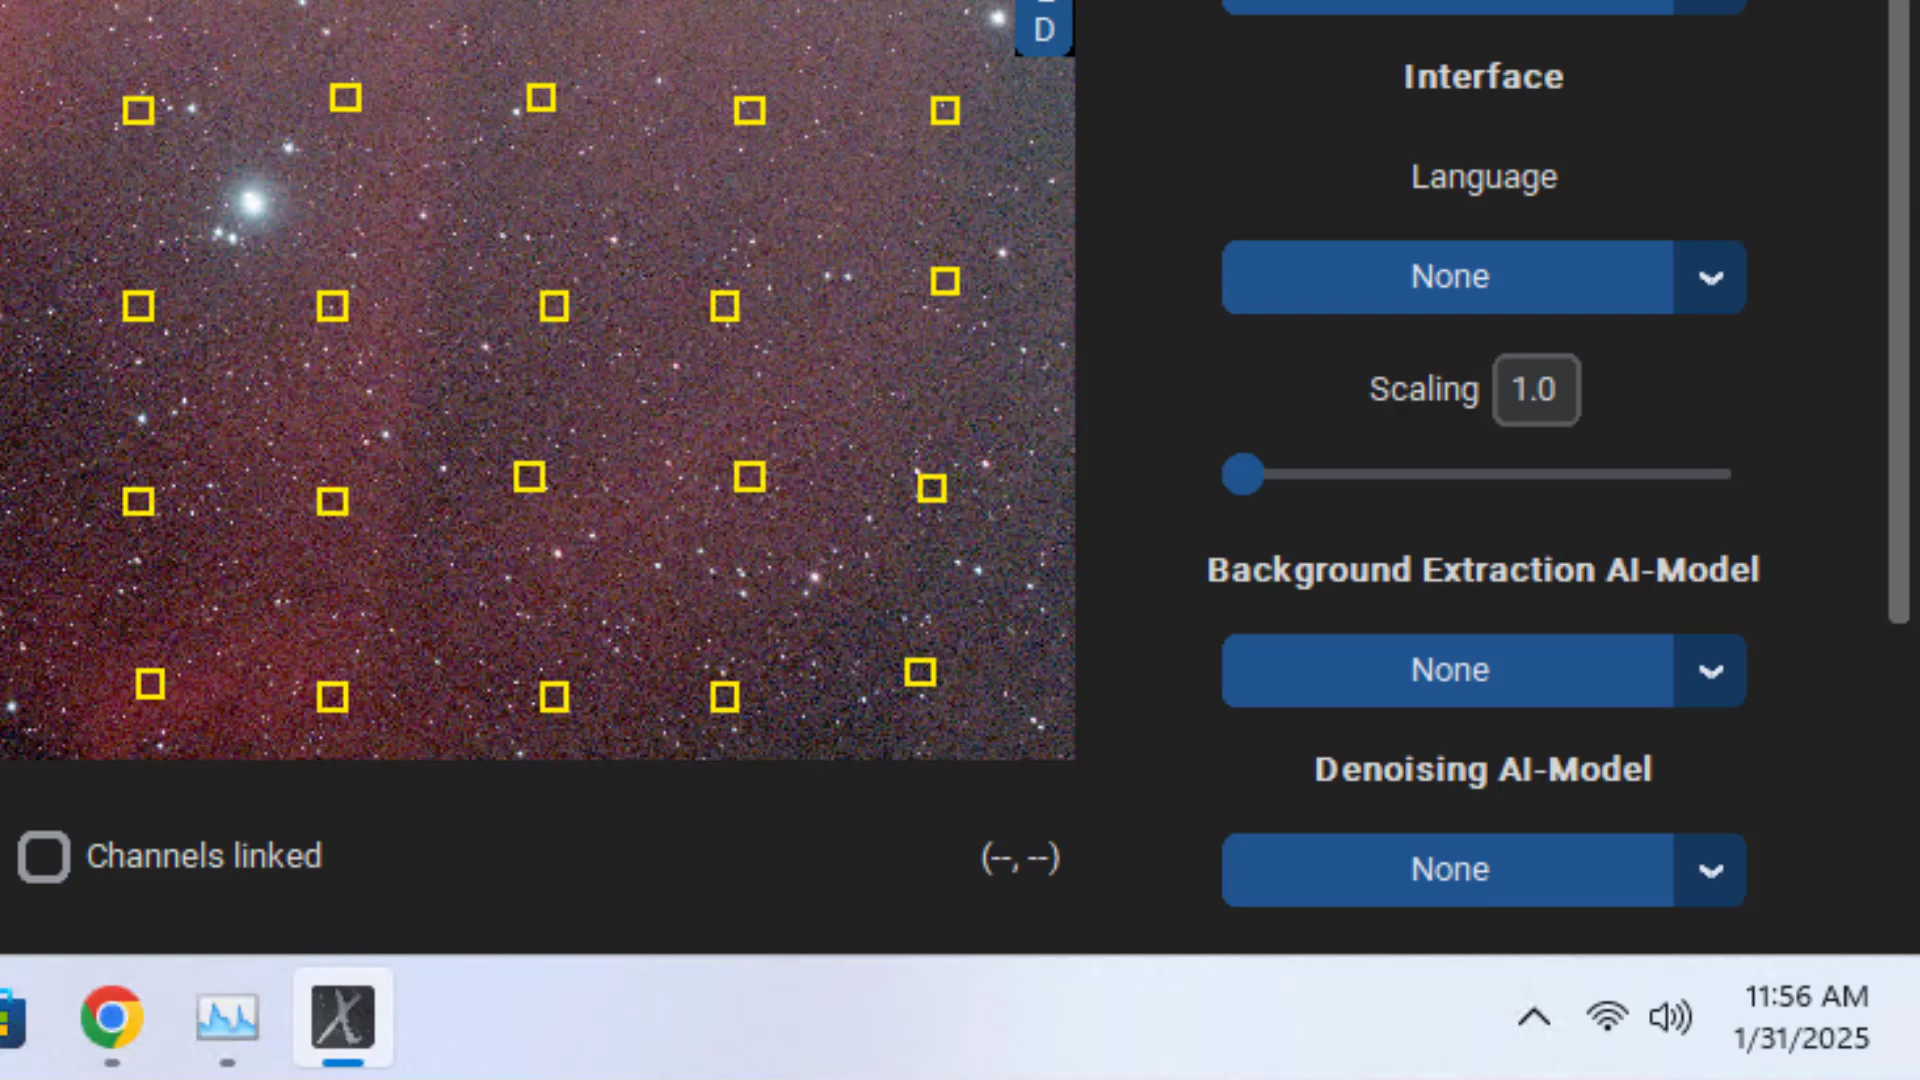 D
Interface
Language
None
Scaling 1.0
Background Extraction AI-Model
None
Denoising AI-Model
None
Channels linked
(--, --)
11:56 AM
1/31/2025